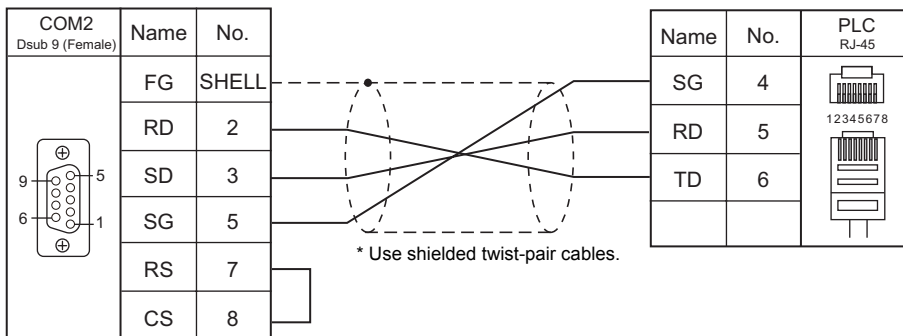 COM2
Dsub 9 (Female)
Name No.
FG SHELL
RD 2
SD 3
SG 5
RS 7
CS 8
9
5
6
1
* Use shielded twist-pair cables.
Name No.
PLC
RJ-45
SG 4
RD 5
TD 6
12345678